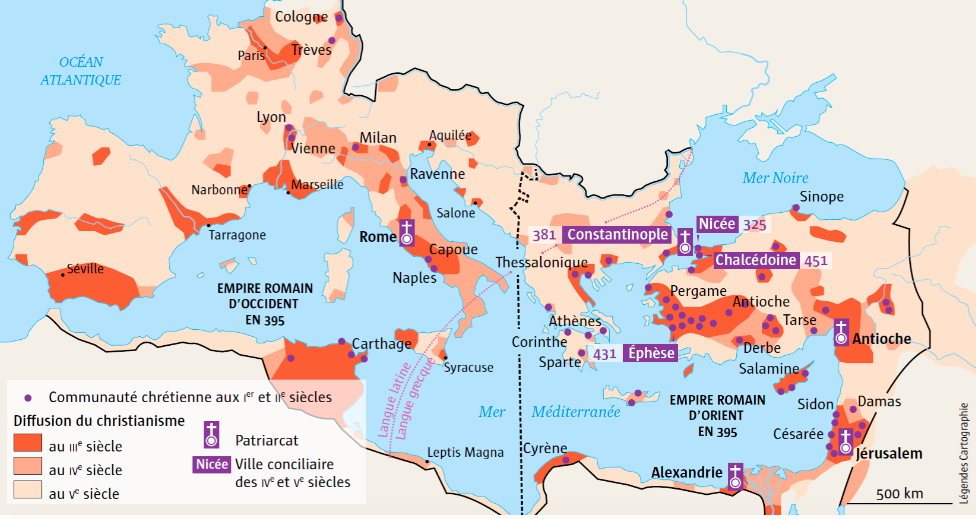 Cologne
Paris
Trèves
OCÉAN
ATLANTIQUE
Lyon
Vienne
Milan
Aquilée
Ravenne
Narbonne
Marseille
Salone
Tarragone
Rome
Capoue
Naples
Séville
EMPIRE ROMAIN
D'OCCIDENT
EN 395
Mer Noire
Sinope
Nicée 325
381 Constantinople
Chalcédoine 451
Thessalonique
Pergame
Antioche
Athènes
Tarse
Corinthe
Sparte
431 Éphèse
Derbe
Antioche
Salamine
Carthage
Syracuse
Langue latine
Langue grecque
Mer Méditerranée
EMPIRE ROMAIN
D'ORIENT
EN 395
Sidon
Damas
Césarée
Jérusalem
Leptis Magna
Cyrène
Alexandrie
500 km
Communauté chrétienne aux Ier et IIe siècles
Diffusion du christianisme
au IIIe siècle
au IVe siècle
au Ve siècle
Patriarcat
Nicée Ville conciliaire
des IVe et Ve siècles
Légendes Cartographie